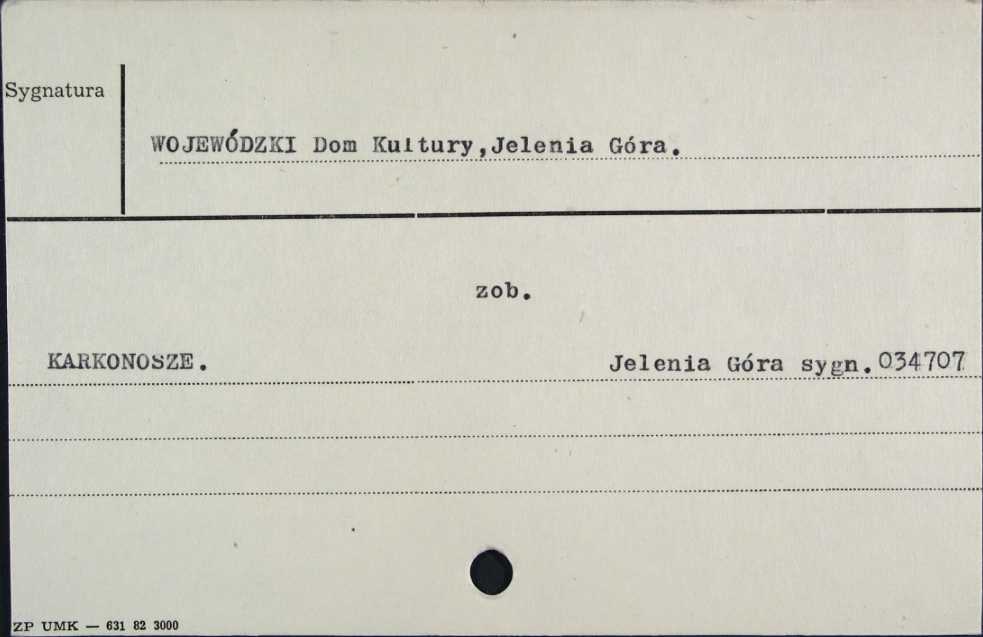 Sygnatura
WOJEWÓDZKI Dom Kultury,Jelenia Góra.
zob.
KARKONOSZE. Jelenia Góra sygn.034707
ZP UMK — 631 82 3000